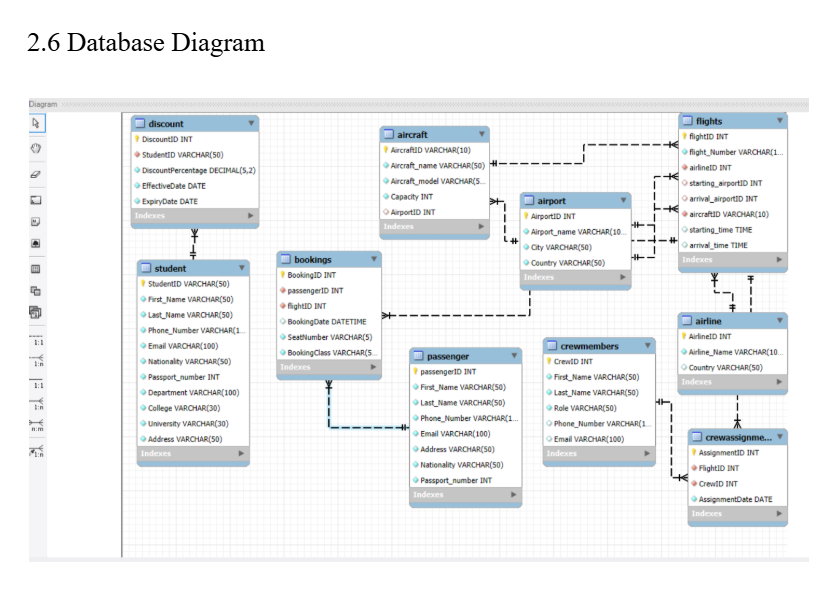 2.6 Database Diagram
Diagram
discount
DiscountID INT
StudentID VARCHAR(50)
DiscountPercentage DECIMAL(5,2)
EffectiveDate DATE
ExpiryDate DATE
Indexes
student
StudentID VARCHAR(50)
First_Name VARCHAR(50)
Last_Name VARCHAR(50)
Phone_Number VARCHAR(1...
Email VARCHAR(100)
Nationality VARCHAR(50)
Passport_number INT
Department VARCHAR(100)
College VARCHAR(30)
University VARCHAR(30)
Address VARCHAR(50)
Indexes
aircraft
AircraftID VARCHAR(10)
Aircraft_name VARCHAR(50)
Aircraft_model VARCHAR(5...
Capacity INT
AirportID INT
Indexes
bookings
BookingID INT
passengerID INT
flightID INT
BookingDate DATETIME
SeatNumber VARCHAR(5)
BookingClass VARCHAR(5...
Indexes
airport
AirportID INT
Airport_name VARCHAR(10...
City VARCHAR(50)
Country VARCHAR(50)
Indexes
passenger
passengerID INT
First_Name VARCHAR(50)
Last_Name VARCHAR(50)
Phone_Number VARCHAR(1...
Email VARCHAR(100)
Address VARCHAR(50)
Nationality VARCHAR(50)
Passport_number INT
Indexes
crewmembers
CrewID INT
First_Name VARCHAR(50)
Last_Name VARCHAR(50)
Role VARCHAR(50)
Phone_Number VARCHAR(1...
Email VARCHAR(100)
Indexes
flights
flightID INT
flight_Number VARCHAR(1...
airlineID INT
starting_airportID INT
arrival_airportID INT
aircraftID VARCHAR(10)
starting_time TIME
arrival_time TIME
Indexes
airline
AirlineID INT
Airline_Name VARCHAR(10...
Country VARCHAR(50)
Indexes
crewassignme...
AssignmentID INT
FlightID INT
CrewID INT
AssignmentDate DATE
Indexes
1:1
1:n
1:1
1:n
n:m
1:n